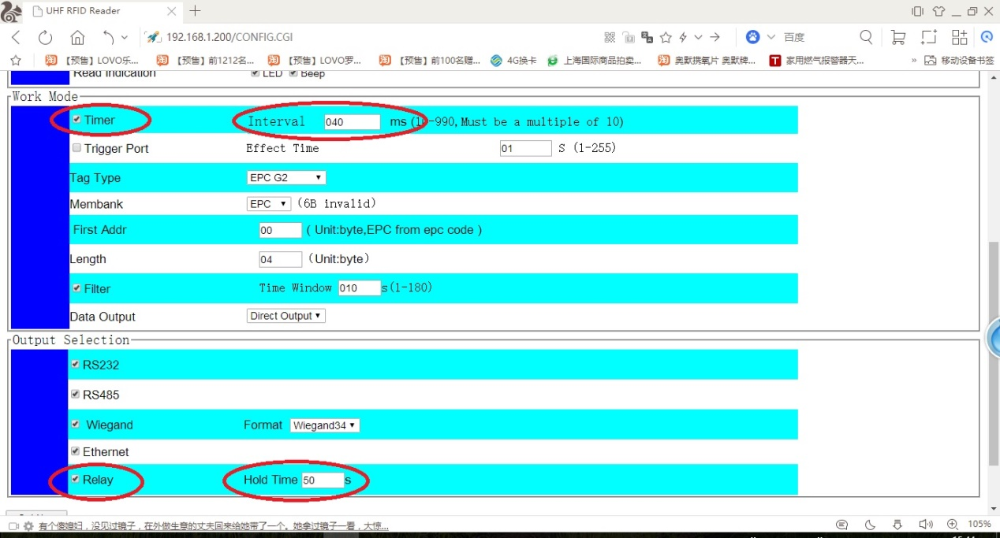 UHF RFID Reader
192.168.1.200/CONFIG.CGI
百度
【预售】LOVO乐... 【预售】前1212名... 【预售】LOVO罗... 【预售】前100名赠... 4G换卡 上海国际商品拍卖... 奥默携氧片 奥默牌... 家用燃气报警器天... » 移动设备书签
Read Indication LED Beep
Work Mode
Timer Interval 040 ms (10-990,Must be a multiple of 10)
Trigger Port Effect Time 01 S (1-255)
Tag Type EPC G2
Membank EPC (6B invalid)
First Addr 00 ( Unit:byte,EPC from epc code )
Length 04 (Unit:byte)
Filter Time Window 010 s(1-180)
Data Output Direct Output
Output Selection
RS232
RS485
Wiegand Format Wiegand34
Ethernet
Relay Hold Time 50 s
有个傻媳妇，没见过镜子，在外做生意的丈夫回来给她带了一个。她拿过镜子一看，大惊...
105%